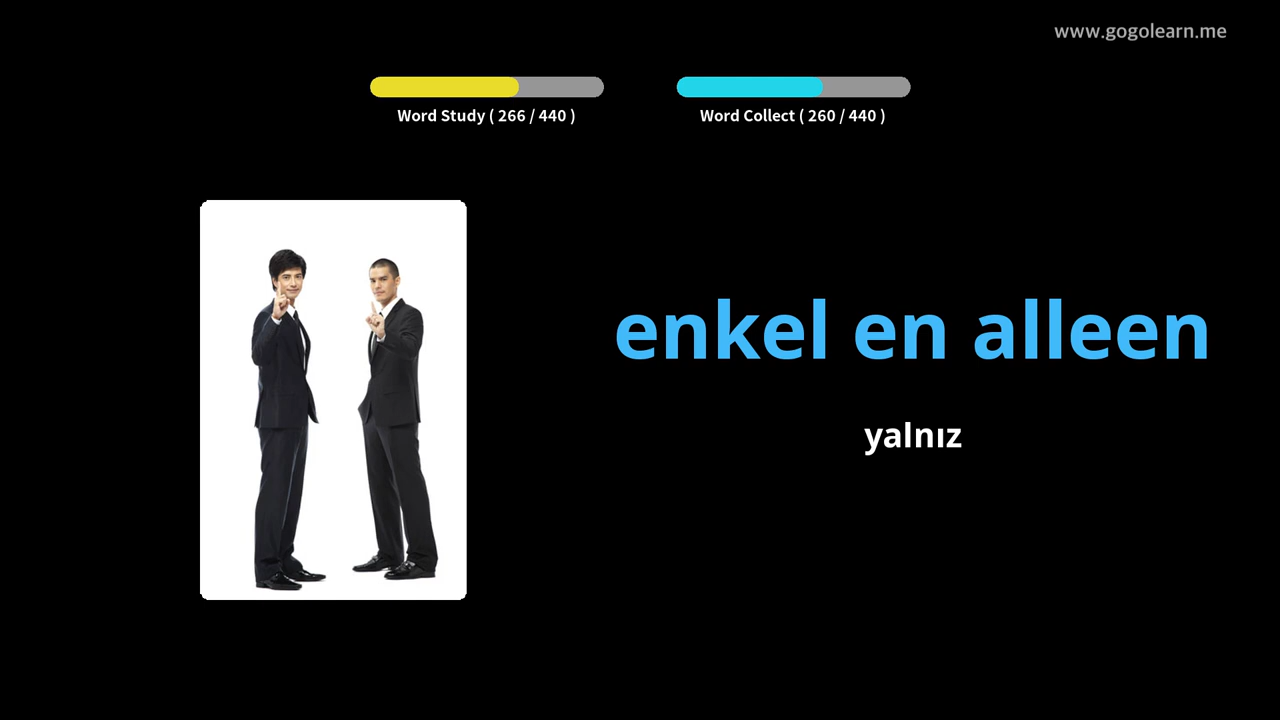 www.gogolearn.me
Word Study ( 266 / 440 )
Word Collect ( 260 / 440 )
enkel en alleen
yalnız